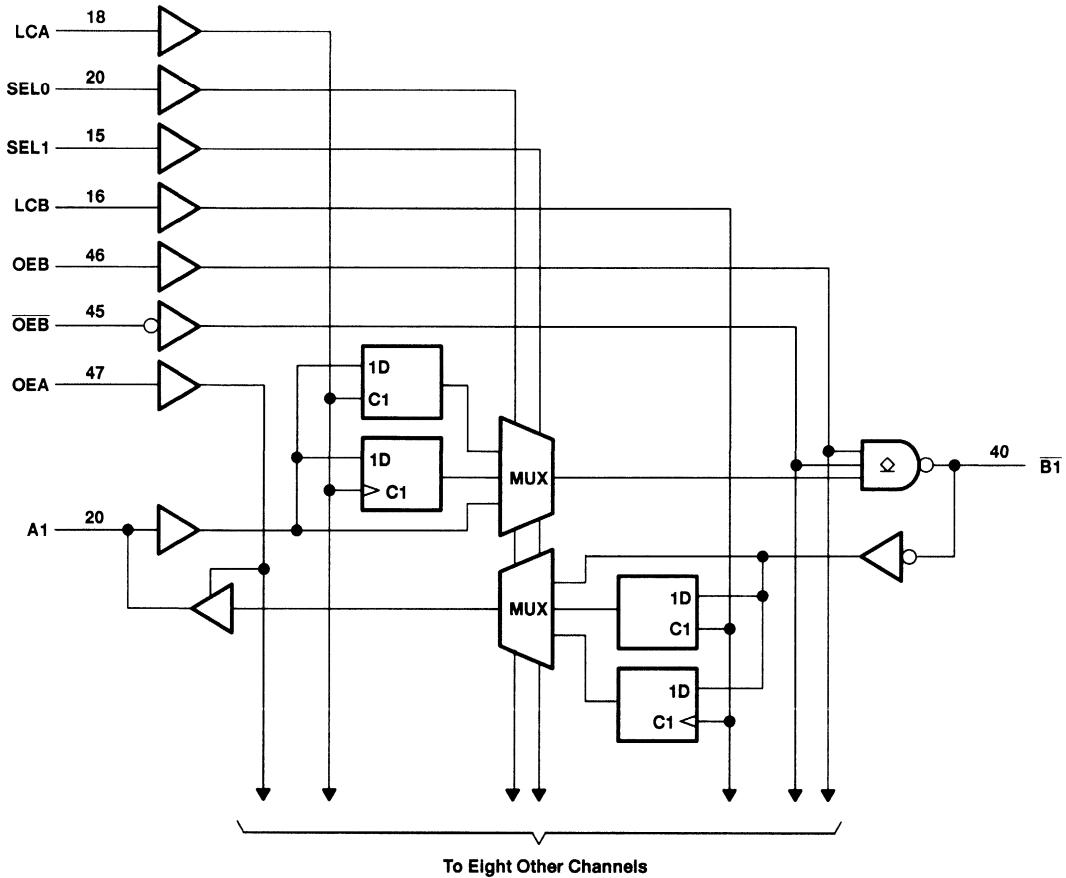 LCA 18
SEL0 20
SEL1 15
LCB 16
OEB 46
OEB 45
OEA 47
1D
C1
1D
C1
MUX
40 B1
A1 20
MUX
1D
C1
1D
C1
To Eight Other Channels